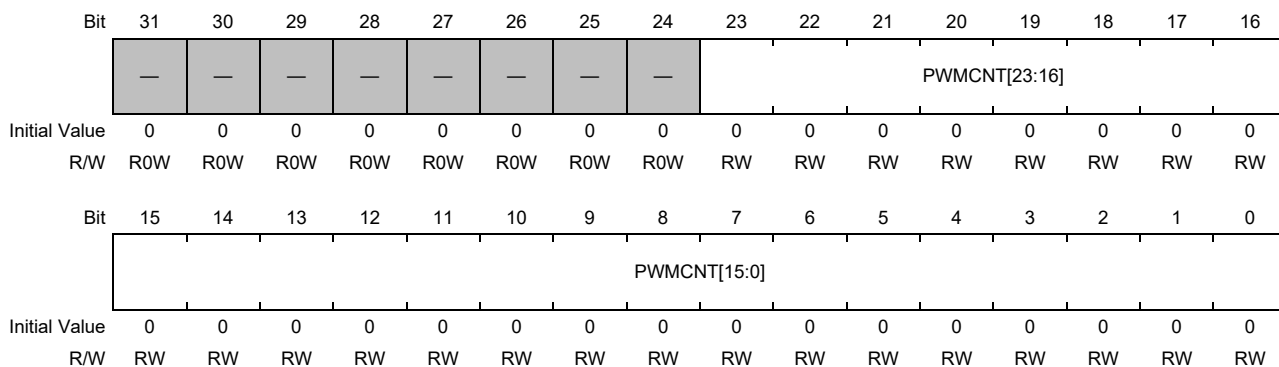 Bit 31 30 29 28 27 26 25 24 23 22 21 20 19 18 17 16
— — — — — — — — PWMCNT[23:16]
Initial Value 0 0 0 0 0 0 0 0 0 0 0 0 0 0 0 0
R/W R0W R0W R0W R0W R0W R0W R0W R0W RW RW RW RW RW RW RW RW
Bit 15 14 13 12 11 10 9 8 7 6 5 4 3 2 1 0
PWMCNT[15:0]
Initial Value 0 0 0 0 0 0 0 0 0 0 0 0 0 0 0 0
R/W RW RW RW RW RW RW RW RW RW RW RW RW RW RW RW RW